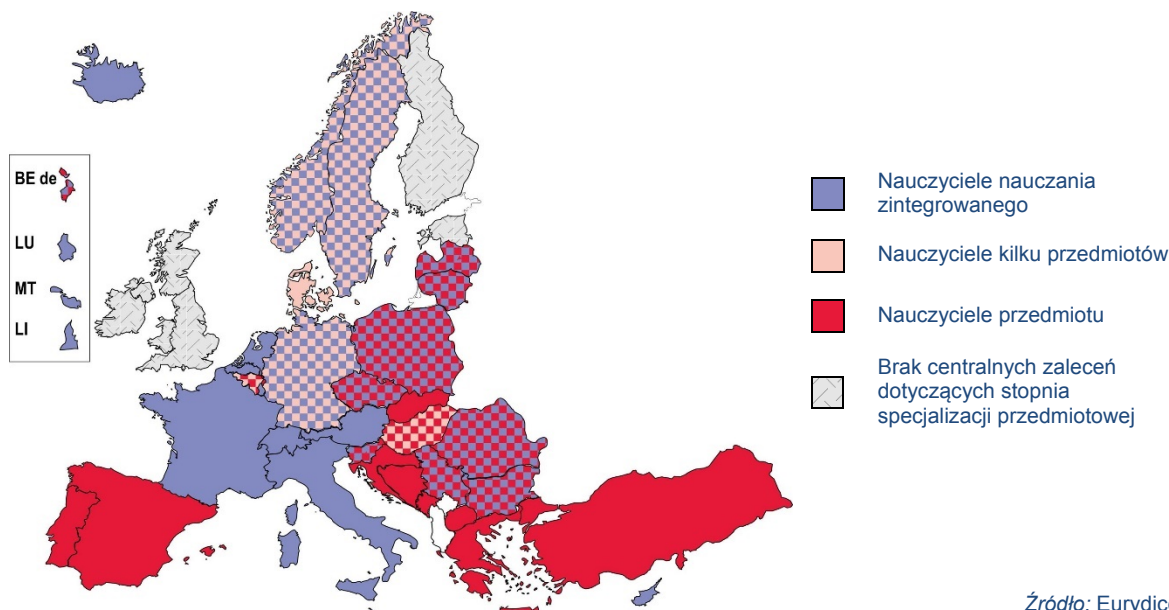 BE de
LU
MT
LI
Nauczyciele nauczania
zintegrowanego
Nauczyciele kilku przedmiotów
Nauczyciele przedmiotu
Brak centralnych zaleceń
dotyczących stopnia
specjalizacji przedmiotowej
Źródło: Eurydice